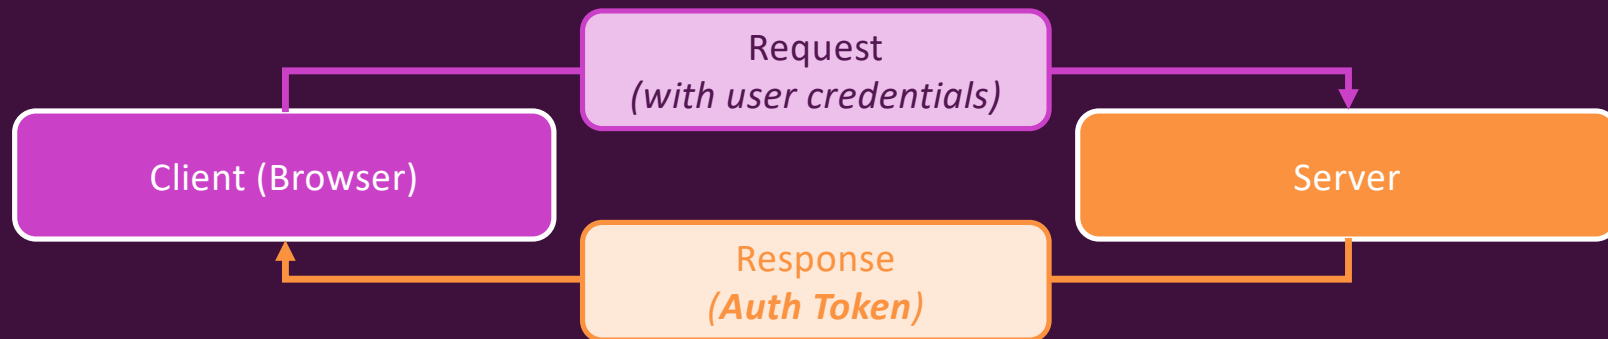 Request
(with user credentials)
Client (Browser)
Server
Response
(Auth Token)